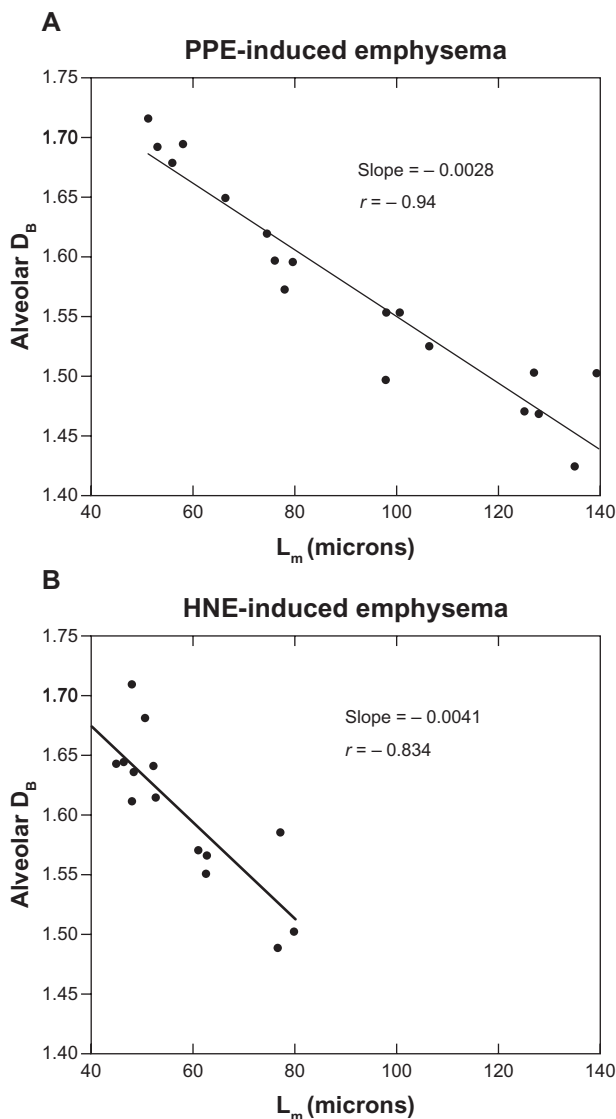 A
PPE-induced emphysema
1.75
1.70
1.65
1.60
1.55
1.50
1.45
1.40
Alveolar D_B
Slope = – 0.0028
r = – 0.94
40 60 80 100 120 140
L_m (microns)
B
HNE-induced emphysema
1.75
1.70
1.65
1.60
1.55
1.50
1.45
1.40
Alveolar D_B
Slope = – 0.0041
r = – 0.834
40 60 80 100 120 140
L_m (microns)